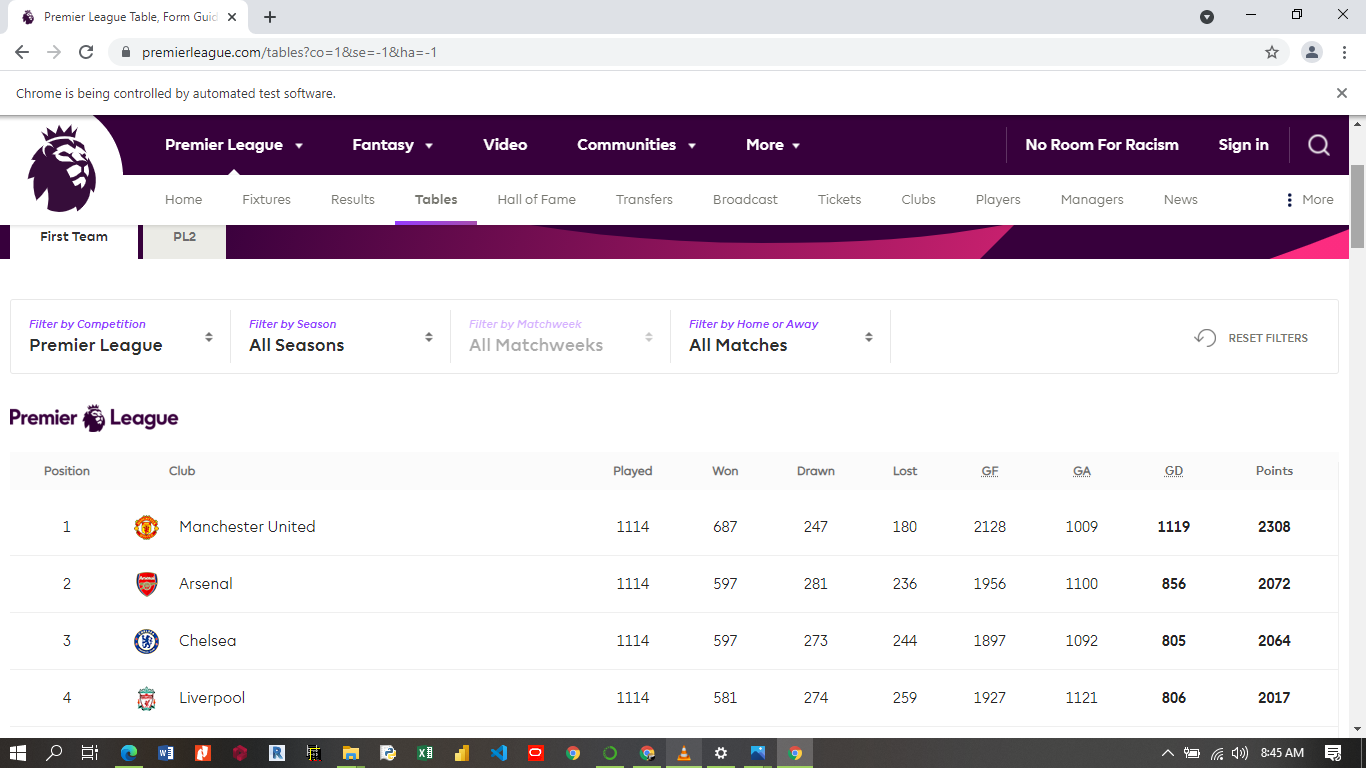 Premier League Table, Form Guid
premierleague.com/tables?co=1&se=-1&ha=-1
Chrome is being controlled by automated test software.
Premier League Fantasy Video Communities More No Room For Racism Sign in
Home Fixtures Results Tables Hall of Fame Transfers Broadcast Tickets Clubs Players Managers News More
First Team PL2
Filter by Competition Filter by Season Filter by Matchweek Filter by Home or Away
Premier League All Seasons All Matchweeks All Matches RESET FILTERS
Premier League
Position Club Played Won Drawn Lost GF GA GD Points
1 Manchester United 1114 687 247 180 2128 1009 1119 2308
2 Arsenal 1114 597 281 236 1956 1100 856 2072
3 Chelsea 1114 597 273 244 1897 1092 805 2064
4 Liverpool 1114 581 274 259 1927 1121 806 2017
8:45 AM